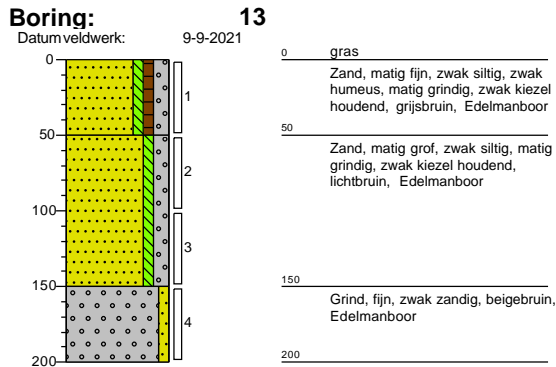 Boring: 13
Datum veldwerk: 9-9-2021
0
50
100
150
200
1
2
3
4
0 gras
Zand, matig fijn, zwak siltig, zwak
humeus, matig grindig, zwak kiezel
houdend, grijsbruin, Edelmanboor
50
Zand, matig grof, zwak siltig, matig
grindig, zwak kiezel houdend,
lichtbruin, Edelmanboor
150
Grind, fijn, zwak zandig, beigebruin,
Edelmanboor
200